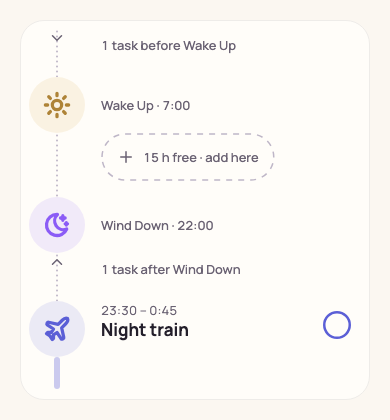 1 task before Wake Up
Wake Up · 7:00
15 h free · add here
Wind Down · 22:00
1 task after Wind Down
23:30 – 0:45
Night train